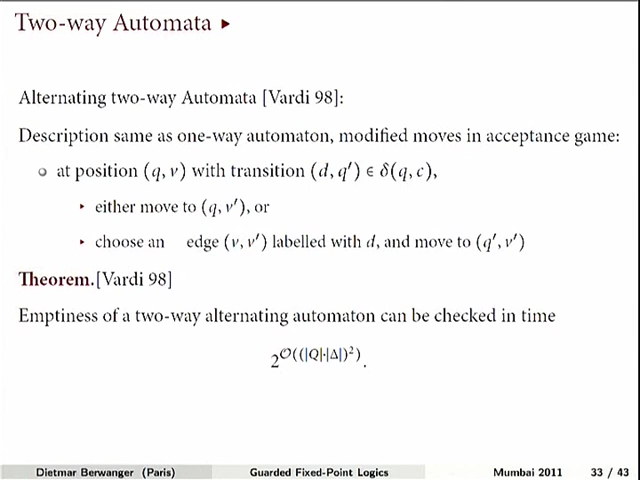 Two-way Automata ▸
Alternating two-way Automata [Vardi 98]:
Description same as one-way automaton, modified moves in acceptance game:
at position (q, v) with transition (d, q′) ∈ δ(q, c),
▸ either move to (q, v′), or
▸ choose an edge (v, v′) labelled with d, and move to (q′, v′)
Theorem.[Vardi 98]
Emptiness of a two-way alternating automaton can be checked in time
2^{O((|Q|·|Δ|)^2)}.
Dietmar Berwanger (Paris) Guarded Fixed-Point Logics Mumbai 2011 33 / 43